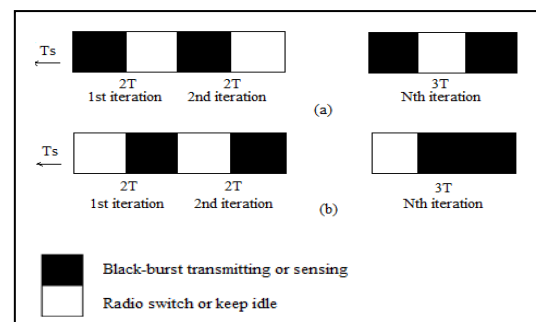 Ts
2T 2T 3T
1st iteration 2nd iteration Nth iteration
(a)
Ts
2T 2T 3T
1st iteration 2nd iteration Nth iteration
(b)
Black-burst transmitting or sensing
Radio switch or keep idle